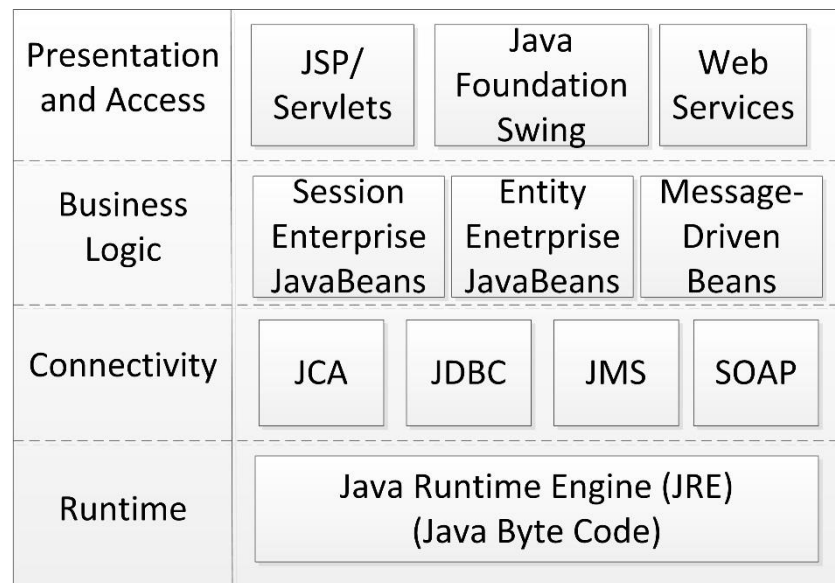 Presentation
and Access
JSP/
Servlets
Java
Foundation
Swing
Web
Services
Business
Logic
Session
Enterprise
JavaBeans
Entity
Enetrprise
JavaBeans
Message-
Driven
Beans
Connectivity
JCA
JDBC
JMS
SOAP
Runtime
Java Runtime Engine (JRE)
(Java Byte Code)